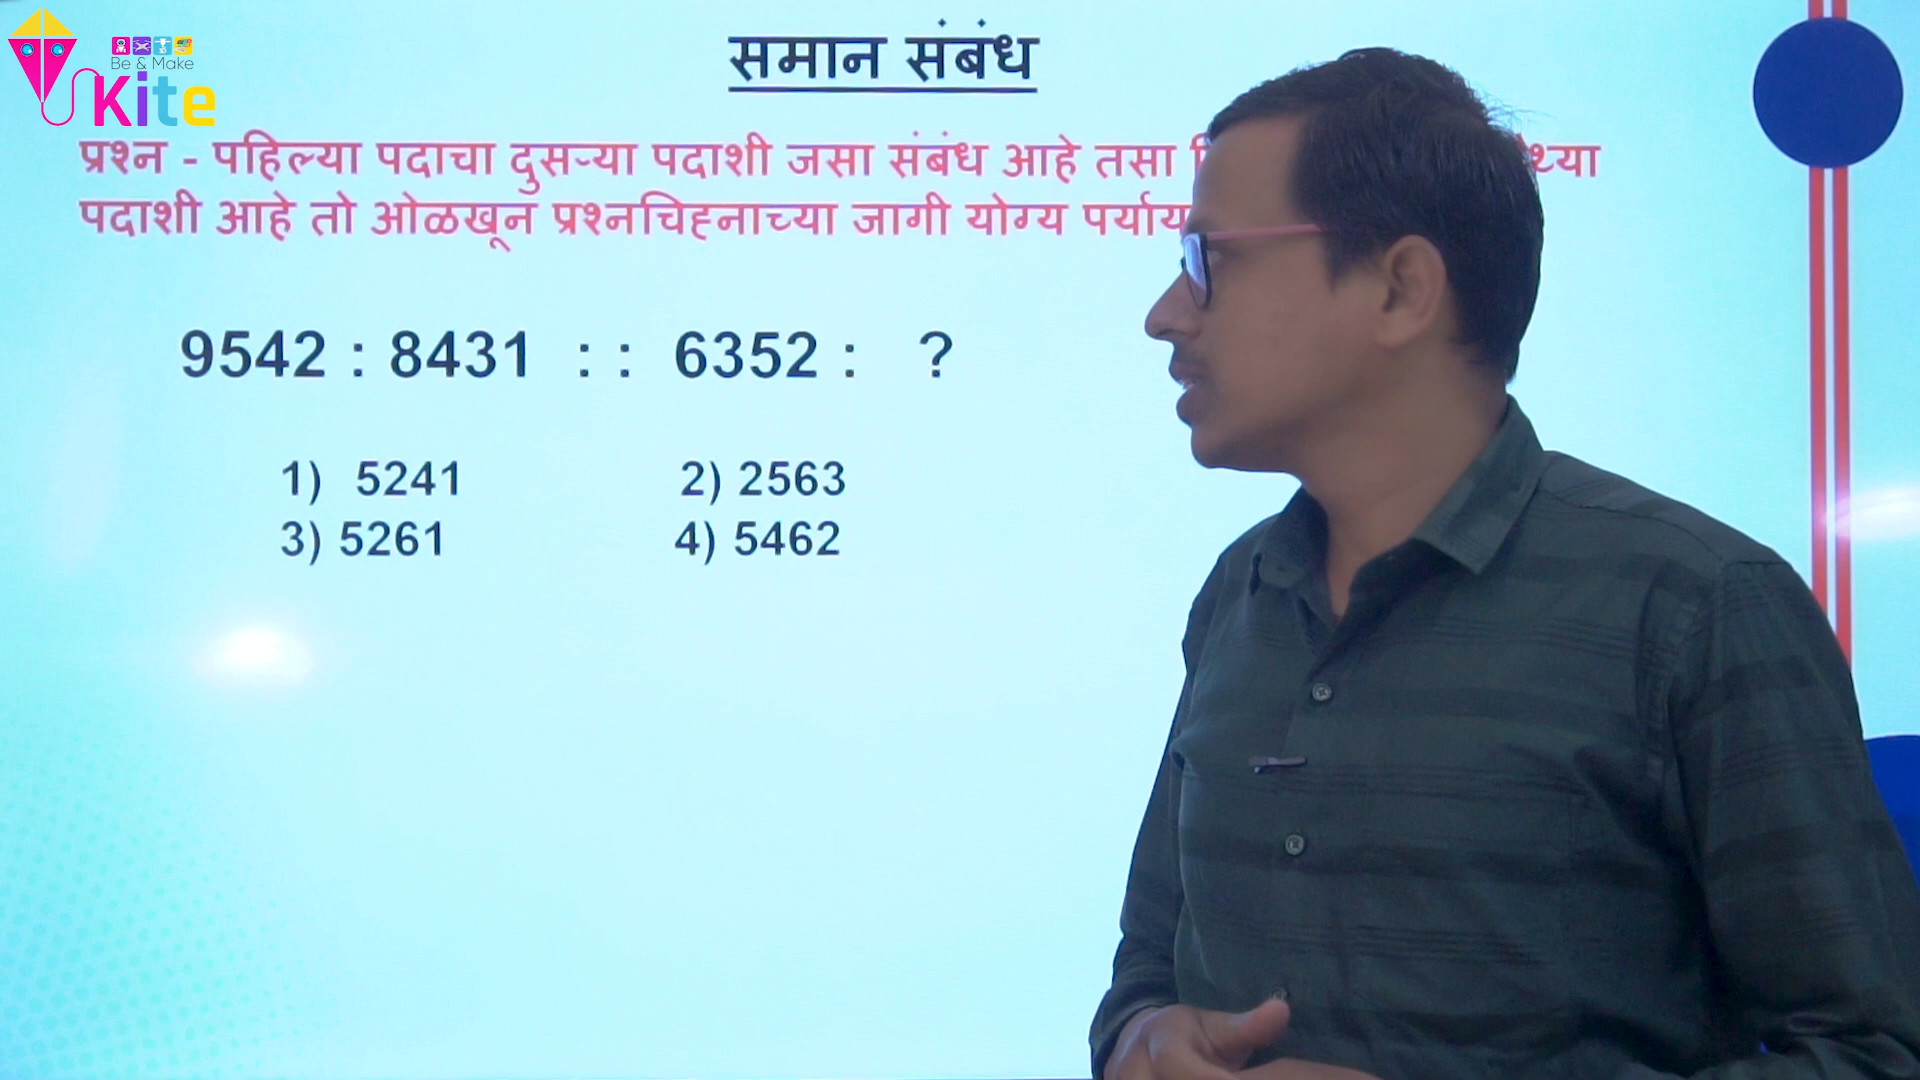 Be & Make
Kite
समान संबंध
प्रश्न - पहिल्या पदाचा दुसऱ्या पदाशी जसा संबंध आहे तसा
पदाशी आहे तो ओळखून प्रश्नचिह्नाच्या जागी योग्य पर्याय
9542 : 8431 : : 6352 : ?
1) 5241 2) 2563
3) 5261 4) 5462